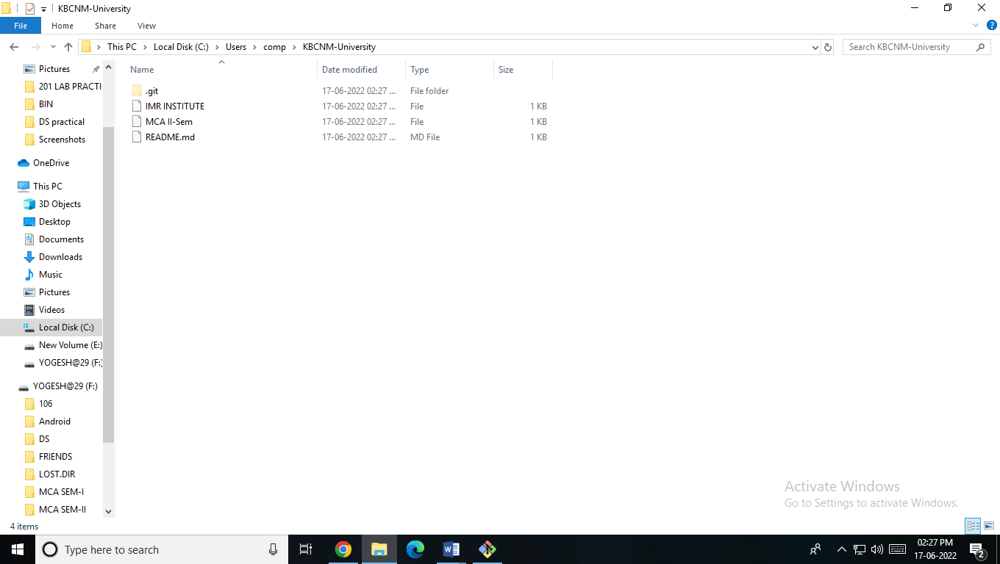 KBCNM-University
File Home Share View
This PC Local Disk (C:) Users comp KBCNM-University
Search KBCNM-University
Name Date modified Type Size
.git 17-06-2022 02:27 ... File folder
IMR INSTITUTE 17-06-2022 02:27 ... File 1 KB
MCA II-Sem 17-06-2022 02:27 ... File 1 KB
README.md 17-06-2022 02:27 ... MD File 1 KB
Pictures
201 LAB PRACTI
BIN
DS practical
Screenshots
OneDrive
This PC
3D Objects
Desktop
Documents
Downloads
Music
Pictures
Videos
Local Disk (C:)
New Volume (E:)
YOGESH@29 (F:)
YOGESH@29 (F:)
106
Android
DS
FRIENDS
LOST.DIR
MCA SEM-I
MCA SEM-II
Activate Windows
Go to Settings to activate Windows.
4 items
Type here to search
02:27 PM
17-06-2022
2